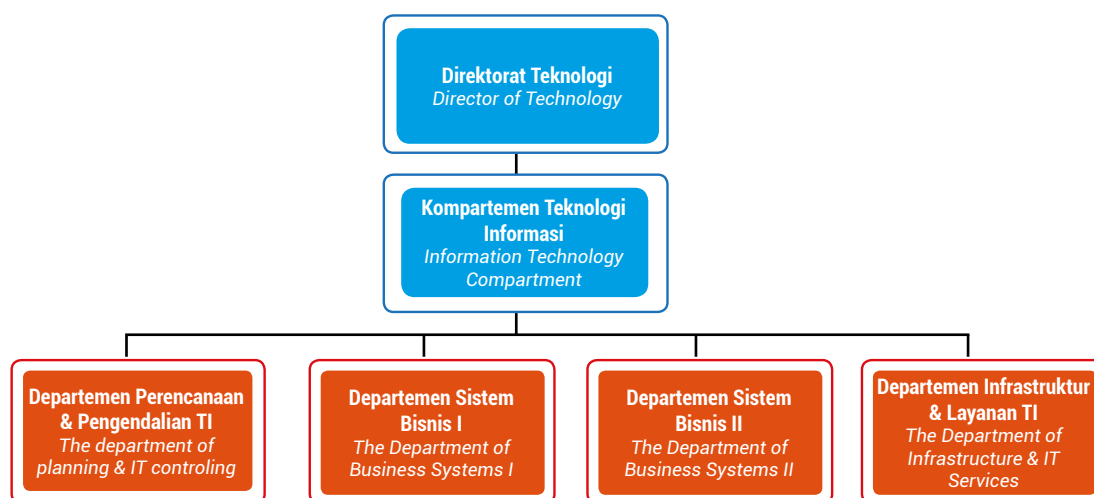 Direktorat Teknologi
Director of Technology
Kompartemen Teknologi
Informasi
Information Technology
Compartment
Departemen Perencanaan
& Pengendalian TI
The department of
planning & IT controling
Departemen Sistem
Bisnis I
The Department of
Business Systems I
Departemen Sistem
Bisnis II
The Department of
Business Systems II
Departemen Infrastruktur
& Layanan TI
The Department of
Infrastructure & IT
Services